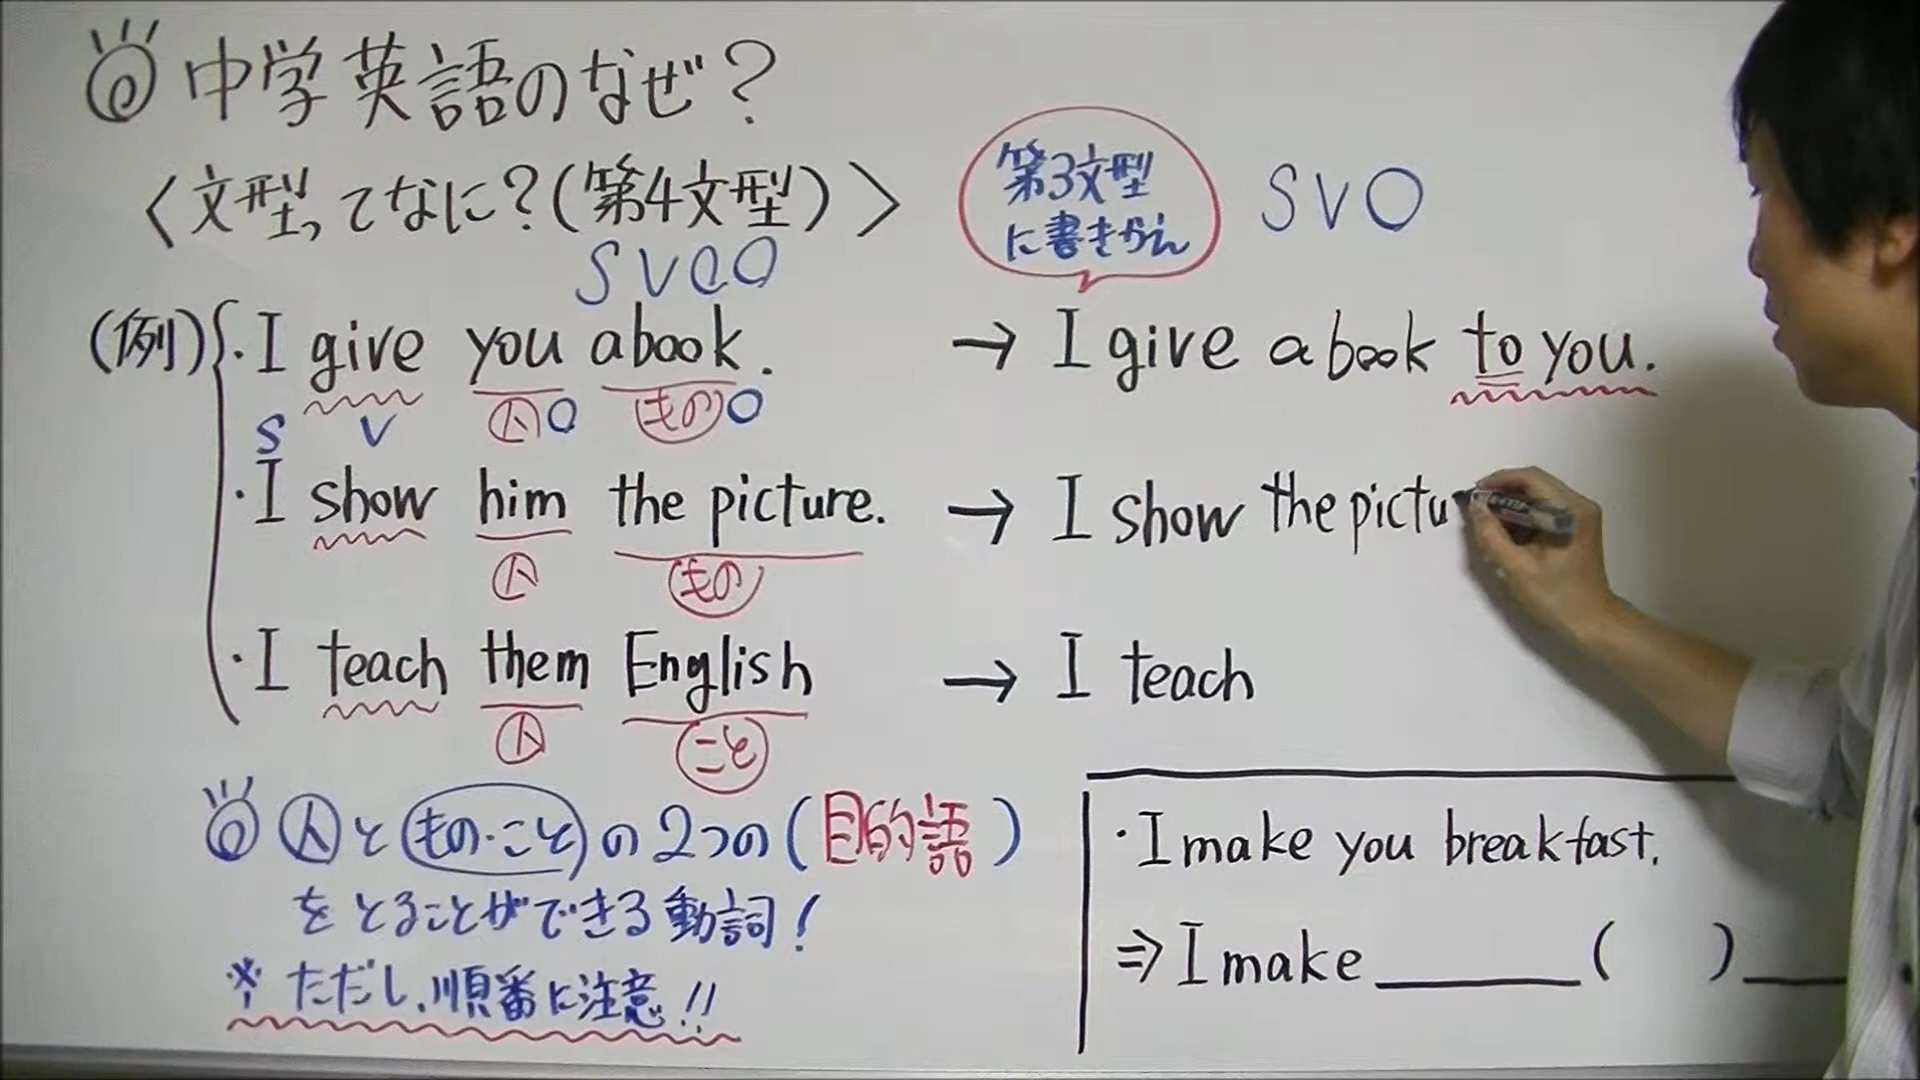 ◎ 中学英語のなぜ?
〈文型ってなに?(第4文型)〉
SVOO
第3文型
に書きかえ
SVO
(例) ・I give you a book.
S V 人 O もの O
→ I give a book to you.
・I show him the picture.
人 もの
→ I show the pictu
・I teach them English
人 こと
→ I teach
◎ 人ともの・ことの2つの(目的語)
をとることができる動詞!
※ ただし、順番に注意!!
・I make you breakfast.
⇒ I make ______ ( ) ____